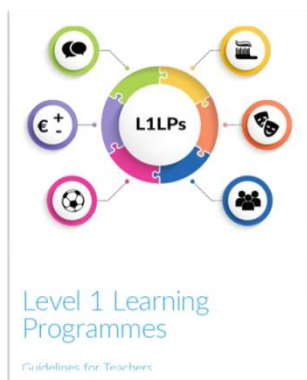 € + -
L1LPs
Level 1 Learning
Programmes
Guidelines for Teachers